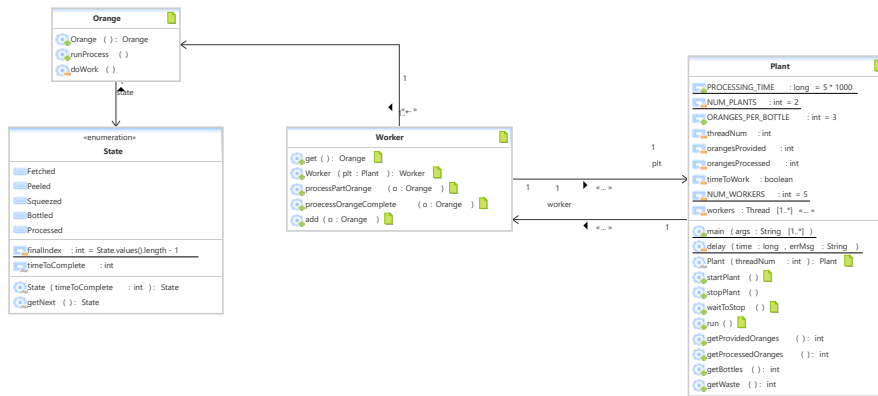 Orange
Orange ( ) : Orange
runProcess ( )
doWork ( )
state
«enumeration»
State
Fetched
Peeled
Squeezed
Bottled
Processed
finalIndex : int = State.values().length - 1
timeToComplete : int
State ( timeToComplete : int ) : State
getNext ( ) : State
1
1..*
«... »
Worker
get ( ) : Orange
Worker ( plt : Plant ) : Worker
processPartOrange ( o : Orange )
proecessOrangeComplete ( o : Orange )
add ( o : Orange )
1
plt
1
1
«... »
worker
«... »
1
Plant
PROCESSING_TIME : long = 5 * 1000
NUM_PLANTS : int = 2
ORANGES_PER_BOTTLE : int = 3
threadNum : int
orangesProvided : int
orangesProcessed : int
timeToWork : boolean
NUM_WORKERS : int = 5
workers : Thread [1..*] «... »
main ( args : String [1..*] )
delay ( time : long , errMsg : String )
Plant ( threadNum : int ) : Plant
startPlant ( )
stopPlant ( )
waitToStop ( )
run ( )
getProvidedOranges ( ) : int
getProcessedOranges ( ) : int
getBottles ( ) : int
getWaste ( ) : int